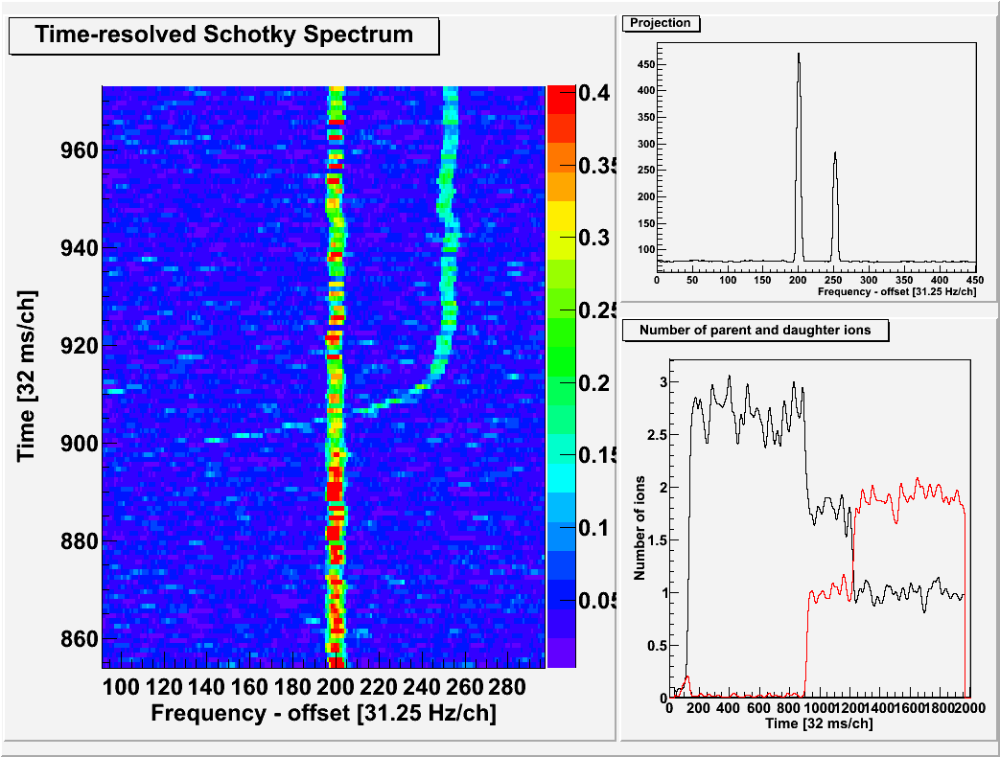 Time-resolved Schotky Spectrum
Time [32 ms/ch]
960
940
920
900
880
860
100 120 140 160 180 200 220 240 260 280
Frequency - offset [31.25 Hz/ch]
0.4
0.35
0.3
0.25
0.2
0.15
0.1
0.05
Projection
450
400
350
300
250
200
150
100
0 50 100 150 200 250 300 350 400 450
Frequency - offset [31.25 Hz/ch]
Number of parent and daughter ions
Number of ions
3
2.5
2
1.5
1
0.5
0
0 200 400 600 800 1000 1200 1400 1600 1800 2000
Time [32 ms/ch]